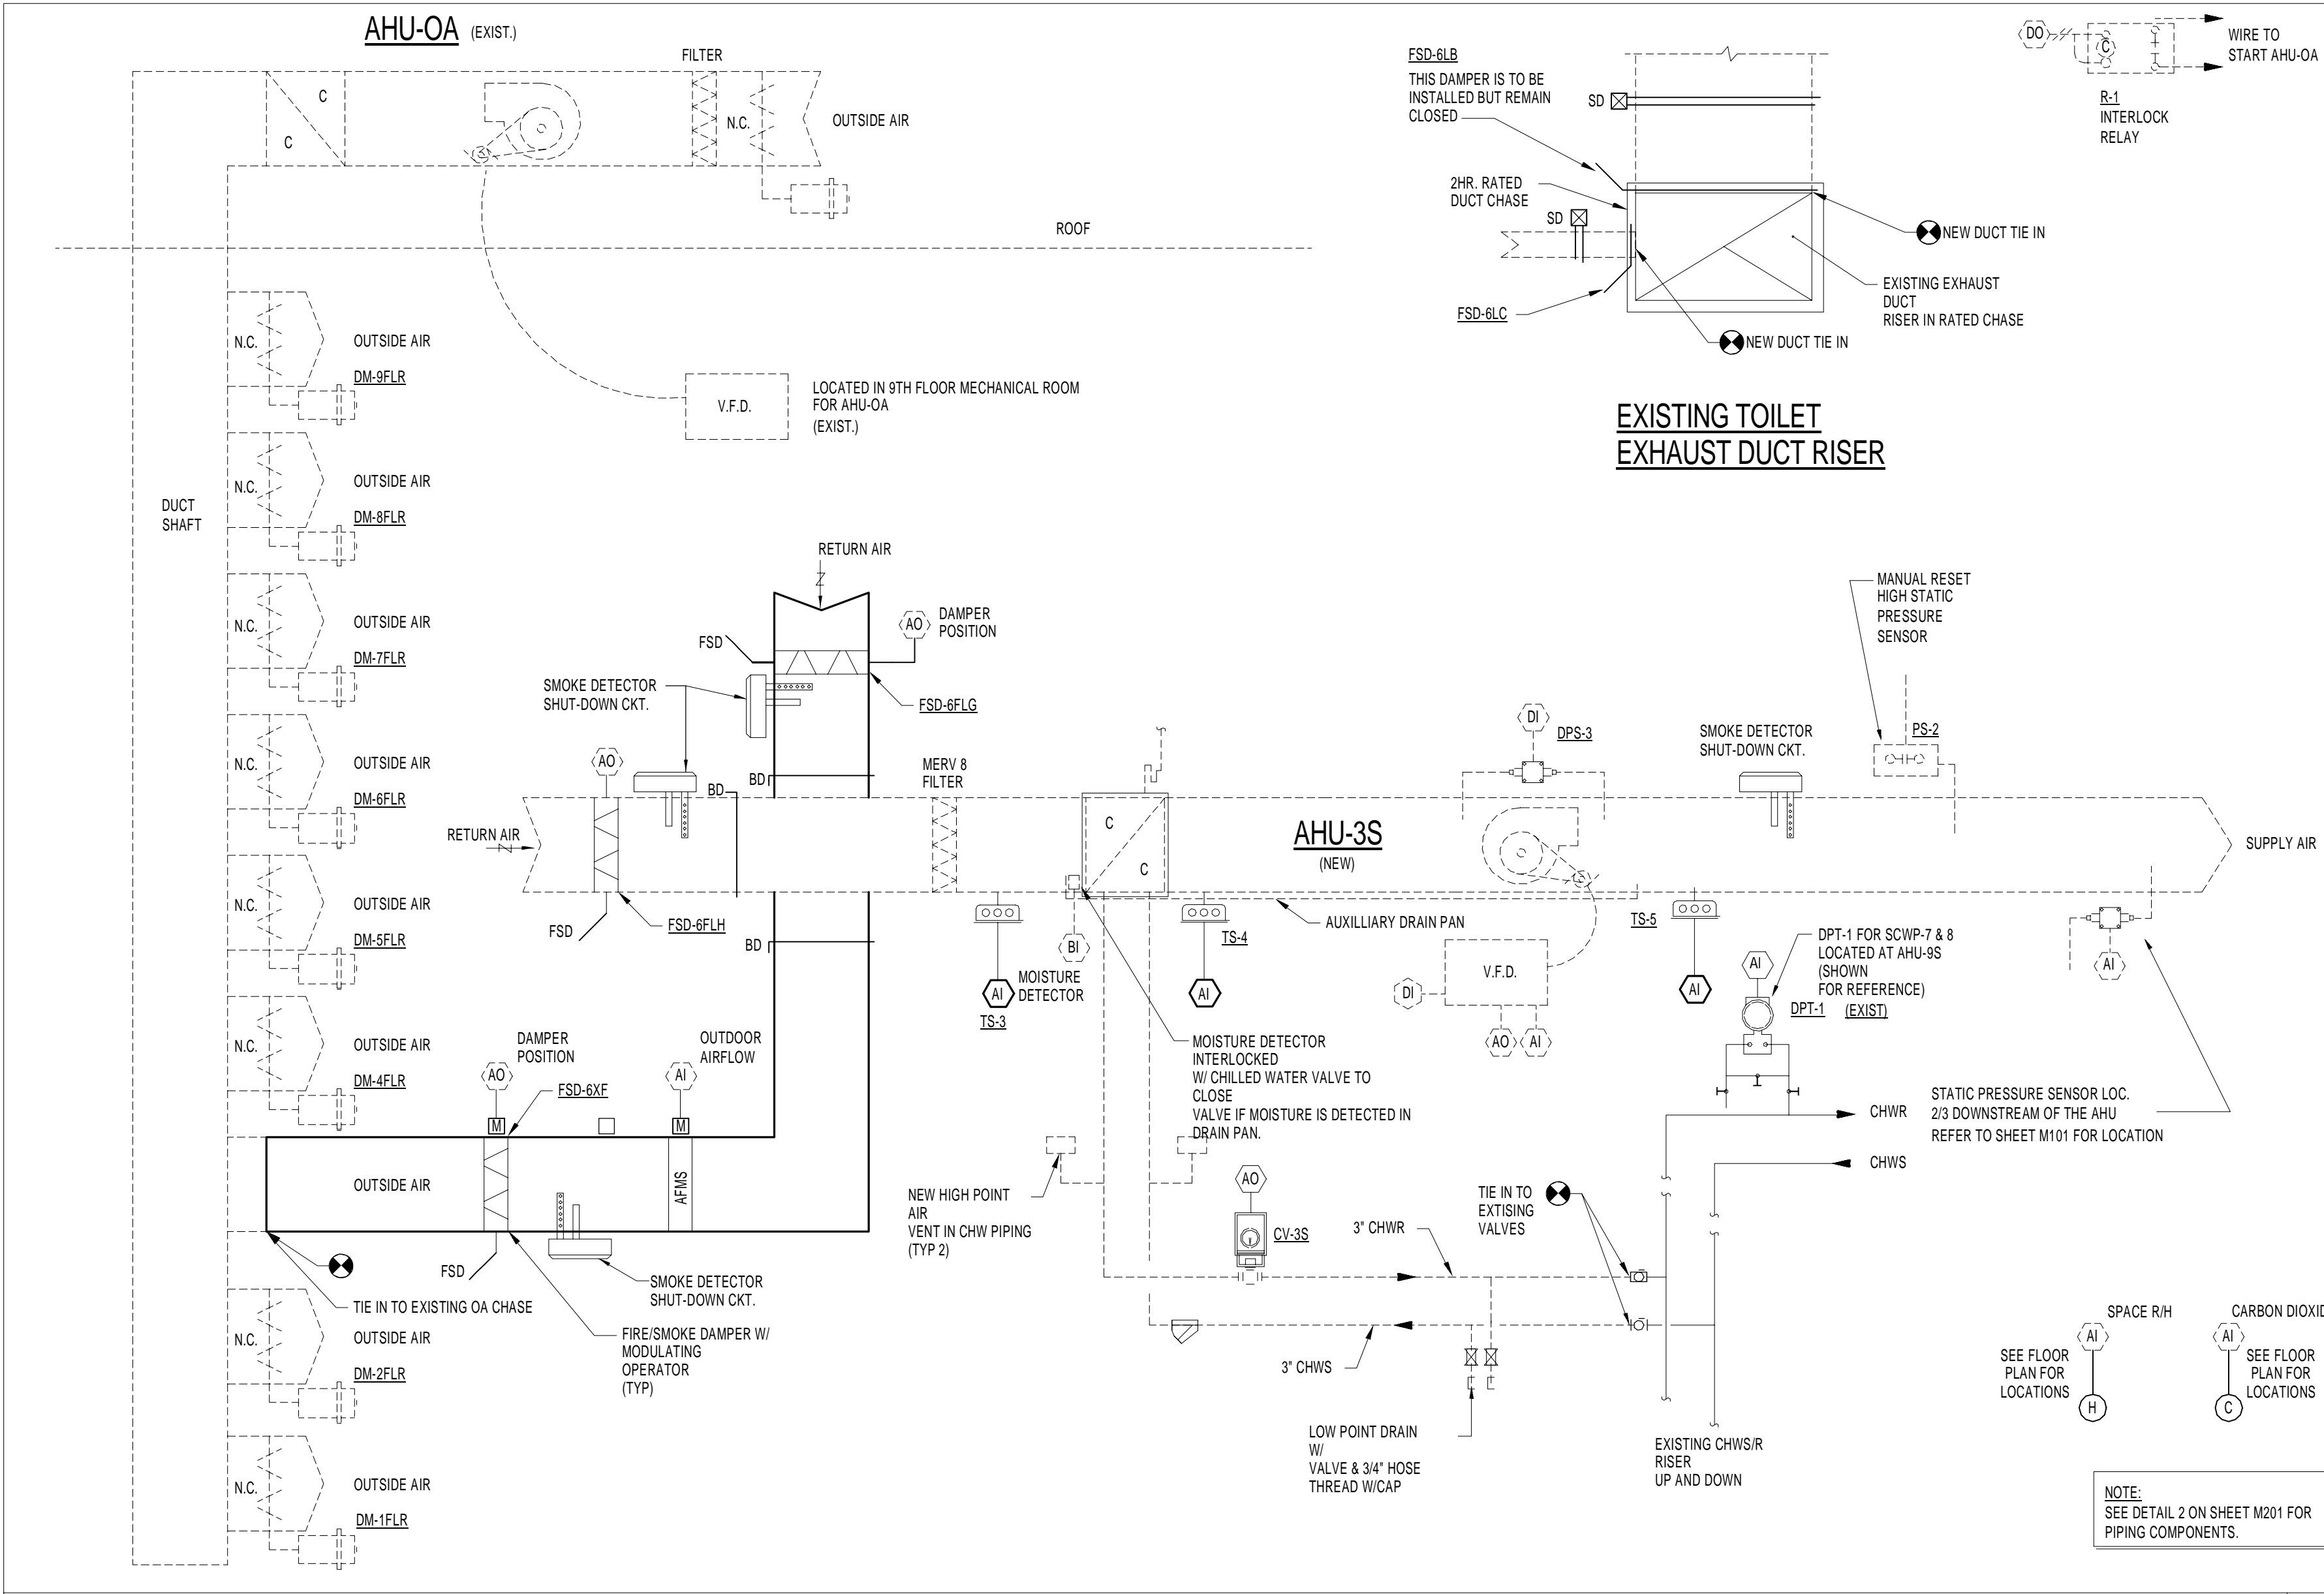 AHU-OA (EXIST.)
FILTER
C
C
N.C.
OUTSIDE AIR
ROOF
V.F.D.
LOCATED IN 9TH FLOOR MECHANICAL ROOM
FOR AHU-OA
(EXIST.)
DUCT
SHAFT
N.C.
OUTSIDE AIR
DM-9FLR
N.C.
OUTSIDE AIR
DM-8FLR
N.C.
OUTSIDE AIR
DM-7FLR
N.C.
OUTSIDE AIR
DM-6FLR
N.C.
OUTSIDE AIR
DM-5FLR
N.C.
OUTSIDE AIR
DM-4FLR
N.C.
OUTSIDE AIR
DM-2FLR
N.C.
OUTSIDE AIR
DM-1FLR
FSD-6LB
THIS DAMPER IS TO BE
INSTALLED BUT REMAIN
CLOSED
SD
2HR. RATED
DUCT CHASE
SD
FSD-6LC
NEW DUCT TIE IN
EXISTING EXHAUST
DUCT
RISER IN RATED CHASE
NEW DUCT TIE IN
EXISTING TOILET
EXHAUST DUCT RISER
DO
C
WIRE TO
START AHU-OA
R-1
INTERLOCK
RELAY
RETURN AIR
AO
DAMPER
POSITION
FSD
FSD-6FLG
SMOKE DETECTOR
SHUT-DOWN CKT.
AO
BD
BD
RETURN AIR
FSD
FSD-6FLH
BD
MERV 8
FILTER
C
C
AHU-3S
(NEW)
DI
DPS-3
SMOKE DETECTOR
SHUT-DOWN CKT.
MANUAL RESET
HIGH STATIC
PRESSURE
SENSOR
PS-2
SUPPLY AIR
AI
TS-3
BI
MOISTURE
DETECTOR
TS-4
AI
AUXILLIARY DRAIN PAN
V.F.D.
DI
AO
AI
TS-5
AI
AI
DPT-1 FOR SCWP-7 & 8
LOCATED AT AHU-9S
(SHOWN
FOR REFERENCE)
DPT-1 (EXIST)
AI
STATIC PRESSURE SENSOR LOC.
2/3 DOWNSTREAM OF THE AHU
REFER TO SHEET M101 FOR LOCATION
MOISTURE DETECTOR
INTERLOCKED
W/ CHILLED WATER VALVE TO
CLOSE
VALVE IF MOISTURE IS DETECTED IN
DRAIN PAN.
DAMPER
POSITION
AO
FSD-6XF
M
OUTDOOR
AIRFLOW
AI
M
OUTSIDE AIR
AFMS
FSD
SMOKE DETECTOR
SHUT-DOWN CKT.
TIE IN TO EXISTING OA CHASE
FIRE/SMOKE DAMPER W/
MODULATING
OPERATOR
(TYP)
NEW HIGH POINT
AIR
VENT IN CHW PIPING
(TYP 2)
AO
CV-3S
3" CHWR
3" CHWS
TIE IN TO
EXTISING
VALVES
CHWR
CHWS
LOW POINT DRAIN
W/
VALVE & 3/4" HOSE
THREAD W/CAP
EXISTING CHWS/R
RISER
UP AND DOWN
SPACE R/H
AI
SEE FLOOR
PLAN FOR
LOCATIONS
H
CARBON DIOXID
AI
SEE FLOOR
PLAN FOR
LOCATIONS
C
NOTE:
SEE DETAIL 2 ON SHEET M201 FOR
PIPING COMPONENTS.